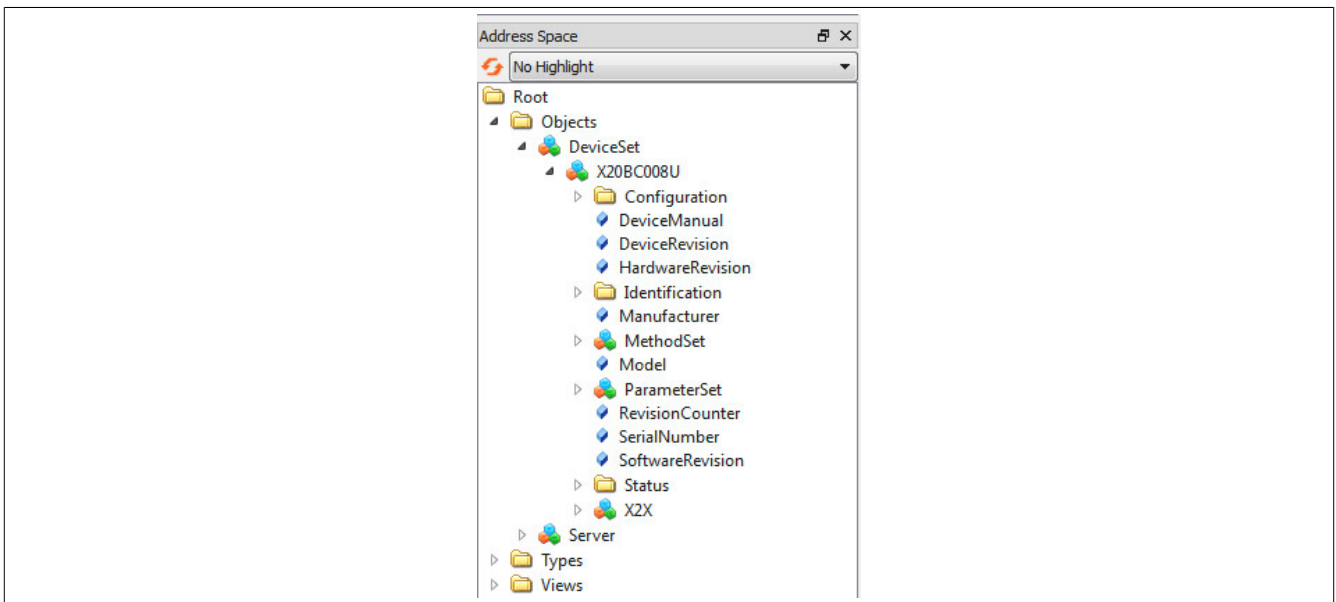 Address Space
No Highlight
Root
Objects
DeviceSet
X20BC008U
Configuration
DeviceManual
DeviceRevision
HardwareRevision
Identification
Manufacturer
MethodSet
Model
ParameterSet
RevisionCounter
SerialNumber
SoftwareRevision
Status
X2X
Server
Types
Views